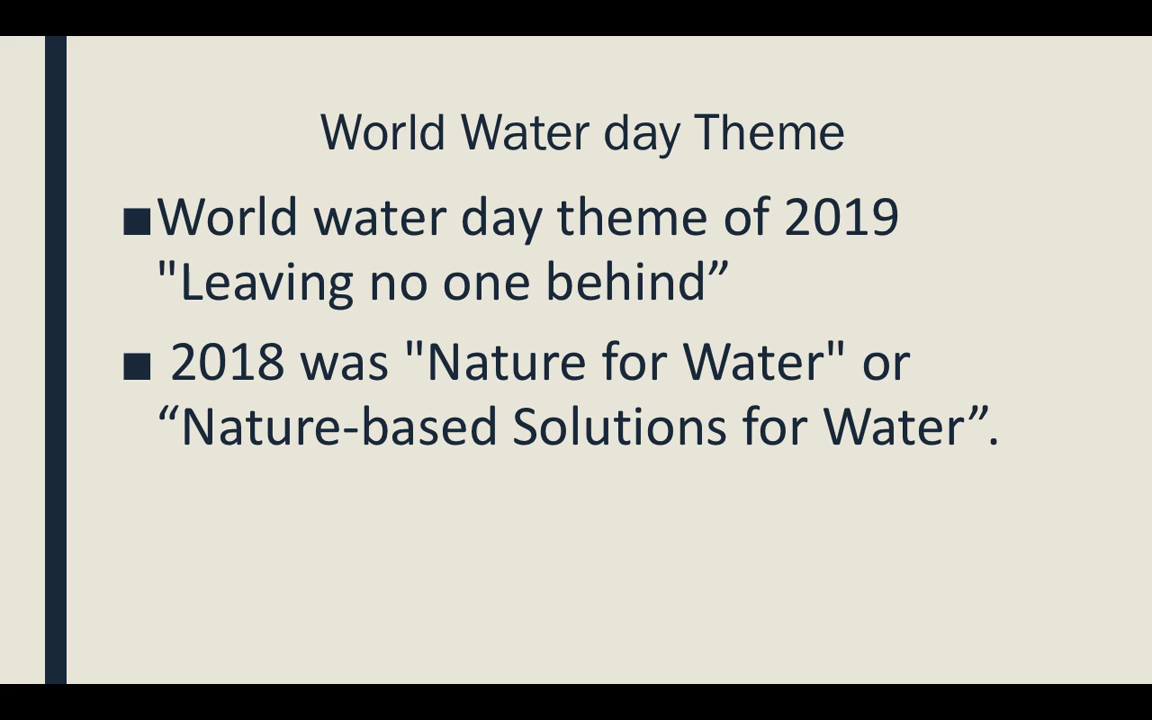 World Water day Theme
■World water day theme of 2019
"Leaving no one behind”
■ 2018 was "Nature for Water" or
“Nature-based Solutions for Water”.